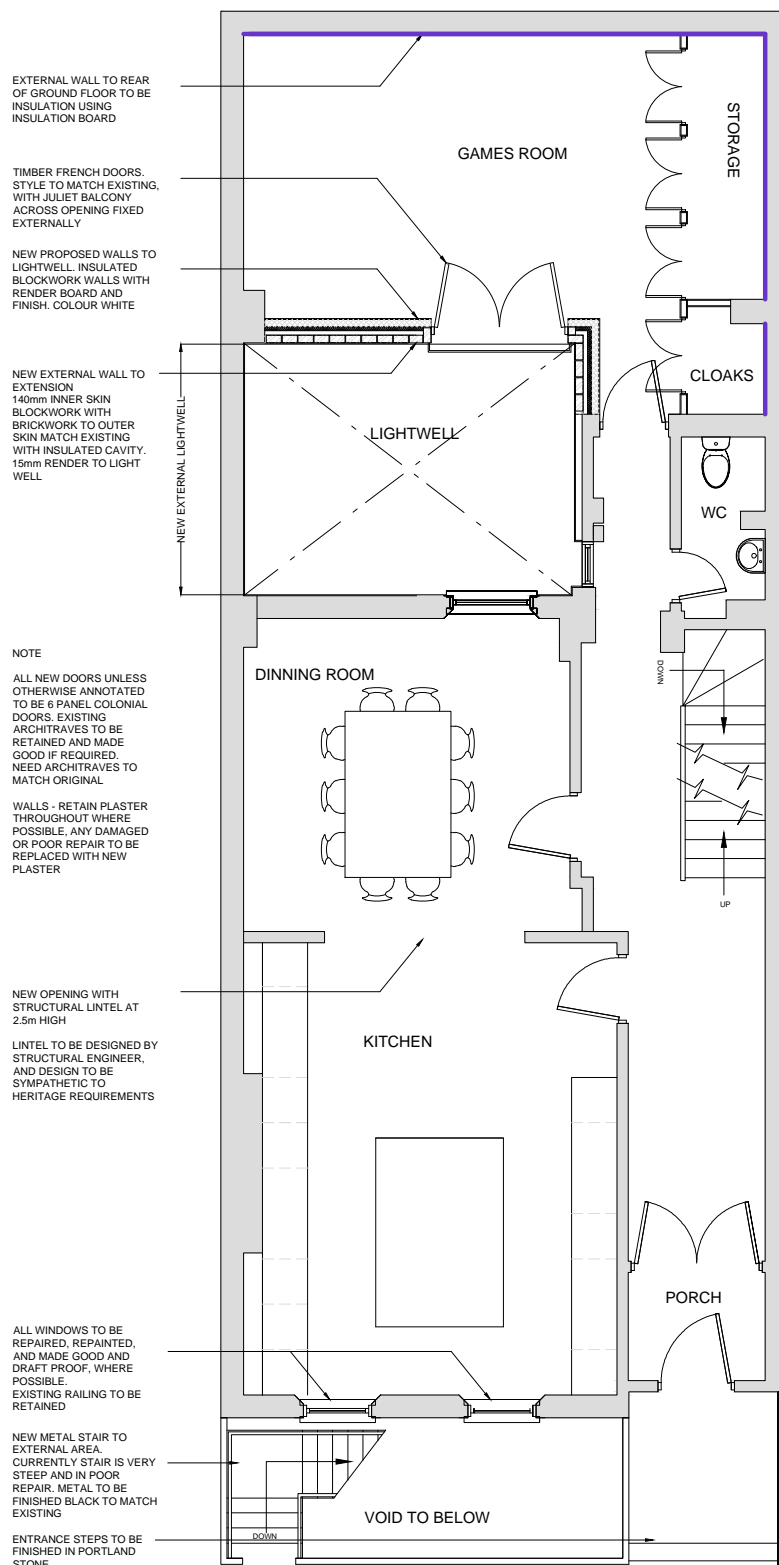 EXTERNAL WALL TO REAR
OF GROUND FLOOR TO BE
INSULATION USING
INSULATION BOARD
GAMES ROOM
STORAGE
TIMBER FRENCH DOORS.
STYLE TO MATCH EXISTING,
WITH JULIET BALCONY
ACROSS OPENING FIXED
EXTERNALLY
NEW PROPOSED WALLS TO
LIGHTWELL. INSULATED
BLOCKWORK WALLS WITH
RENDER BOARD AND
FINISH. COLOUR WHITE
NEW EXTERNAL WALL TO
EXTENSION
140mm INNER SKIN
BLOCKWORK WITH
BRICKWORK TO OUTER
SKIN MATCH EXISTING
WITH INSULATED CAVITY.
15mm RENDER TO LIGHT
WELL
NEW EXTERNAL LIGHTWELL
LIGHTWELL
CLOAKS
WC
NOTE
ALL NEW DOORS UNLESS
OTHERWISE ANNOTATED
TO BE 6 PANEL COLONIAL
DOORS. EXISTING
ARCHITRAVES TO BE
RETAINED AND MADE
GOOD IF REQUIRED.
NEED ARCHITRAVES TO
MATCH ORIGINAL
WALLS - RETAIN PLASTER
THROUGHOUT WHERE
POSSIBLE, ANY DAMAGED
OR POOR REPAIR TO BE
REPLACED WITH NEW
PLASTER
DINNING ROOM
DOWN
UP
NEW OPENING WITH
STRUCTURAL LINTEL AT
2.5m HIGH
LINTEL TO BE DESIGNED BY
STRUCTURAL ENGINEER,
AND DESIGN TO BE
SYMPATHETIC TO
HERITAGE REQUIREMENTS
KITCHEN
PORCH
ALL WINDOWS TO BE
REPAIRED, REPAINTED,
AND MADE GOOD AND
DRAFT PROOF, WHERE
POSSIBLE.
EXISTING RAILING TO BE
RETAINED
NEW METAL STAIR TO
EXTERNAL AREA.
CURRENTLY STAIR IS VERY
STEEP AND IN POOR
REPAIR. METAL TO BE
FINISHED BLACK TO MATCH
EXISTING
VOID TO BELOW
DOWN
ENTRANCE STEPS TO BE
FINISHED IN PORTLAND
STONE